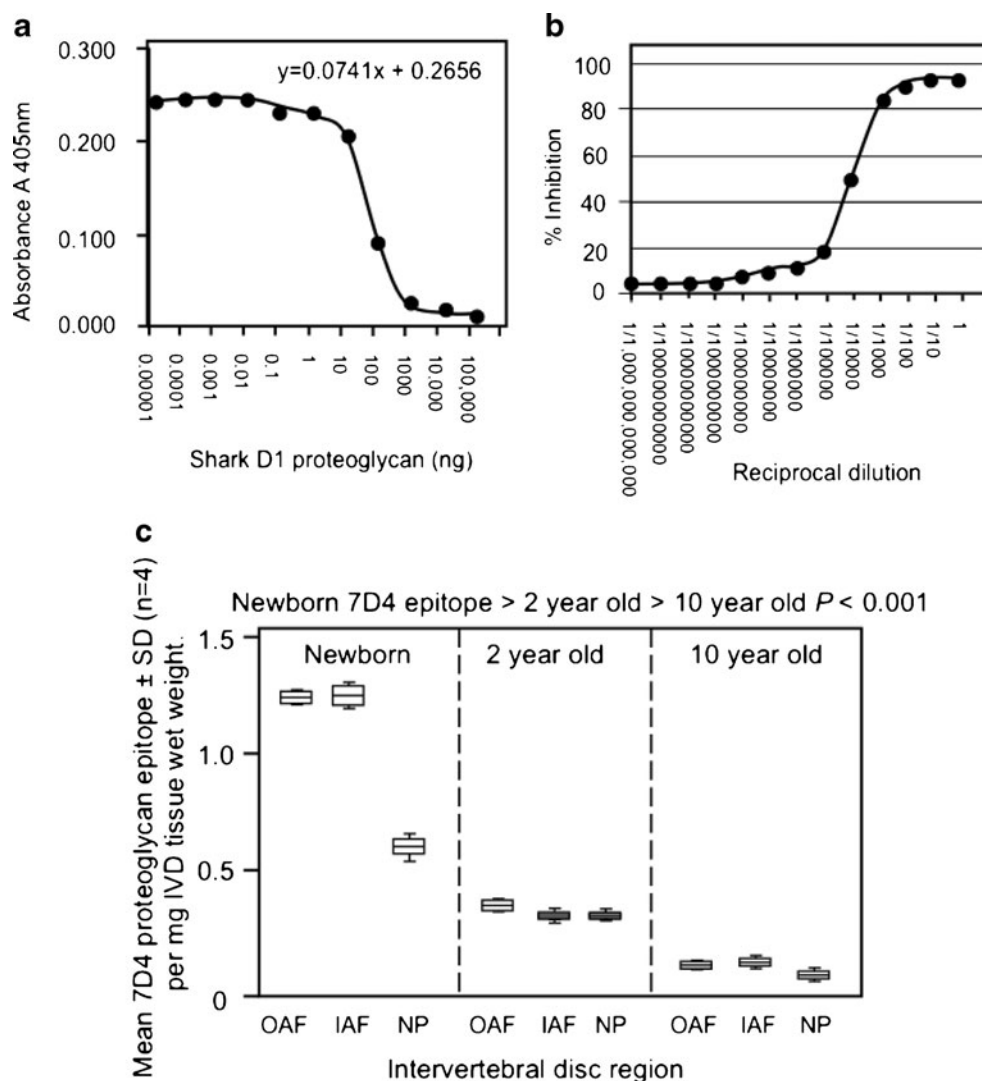 a
0.300
0.200
0.100
0.000
Absorbance A 405nm
y=0.0741x + 0.2656
0.00001
0.0001
0.001
0.01
0.1
1
10
100
1000
10.000
100,000
Shark D1 proteoglycan (ng)
b
100
80
60
40
20
0
% Inhibition
1/1,000,000,000,000
1/100000000000
1/10000000000
1/1000000000
1/100000000
1/10000000
1/1000000
1/100000
1/10000
1/1000
1/100
1/10
1
Reciprocal dilution
c
Newborn 7D4 epitope > 2 year old > 10 year old P < 0.001
Mean 7D4 proteoglycan epitope ± SD (n=4)
per mg IVD tissue wet weight.
1.5
1.0
0.5
0
Newborn
2 year old
10 year old
OAF IAF NP OAF IAF NP OAF IAF NP
Intervertebral disc region